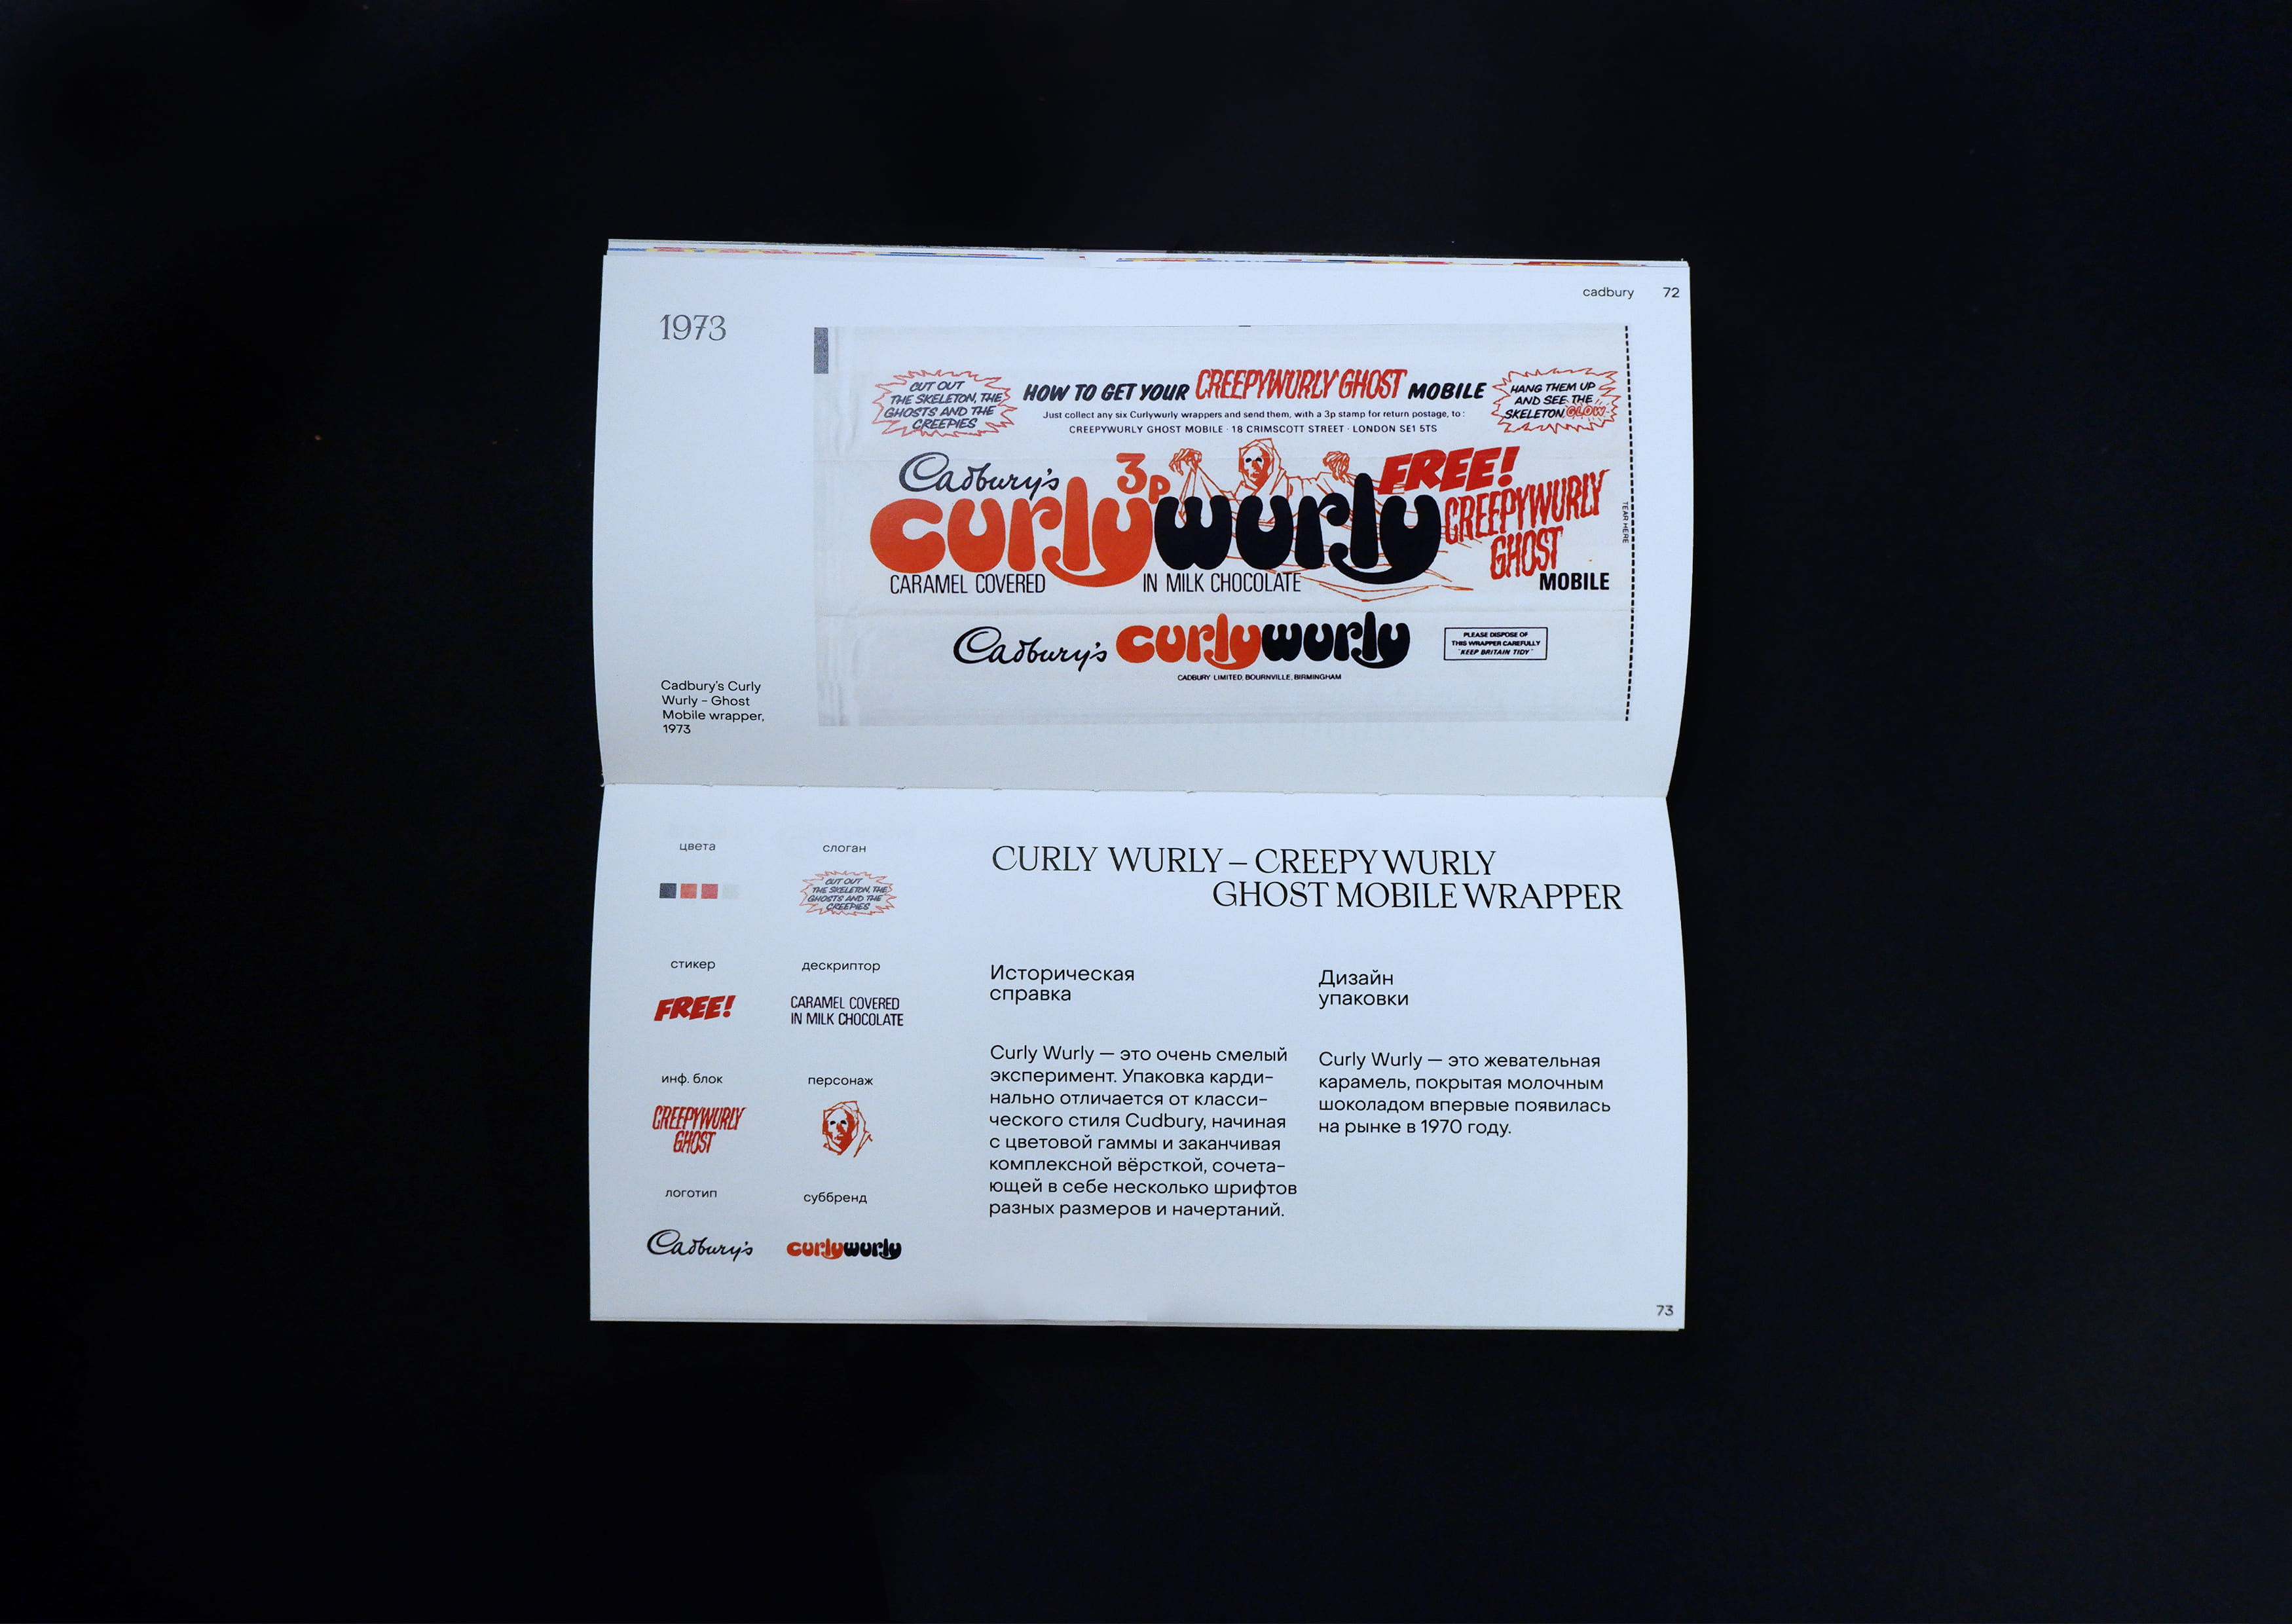 cadbury 72
1973
CUT OUT
THE SKELETON, THE
GHOSTS AND THE
CREEPIES
HOW TO GET YOUR CREEPYWURLY GHOST MOBILE
Just collect any six Curlywurly wrappers and send them, with a 3p stamp for return postage, to:
CREEPYWURLY GHOST MOBILE · 18 CRIMSCOTT STREET · LONDON SE1 5TS
HANG THEM UP
AND SEE THE
SKELETON GLOW
Cadbury's
3p
curlywurly
CARAMEL COVERED IN MILK CHOCOLATE
FREE!
CREEPYWURLY
GHOST
MOBILE
TEAR HERE
Cadbury's curlywurly
CADBURY LIMITED, BOURNVILLE, BIRMINGHAM
PLEASE DISPOSE OF
THIS WRAPPER CAREFULLY
"KEEP BRITAIN TIDY"
Cadbury's Curly
Wurly – Ghost
Mobile wrapper,
1973
цвета
слоган
CUT OUT
THE SKELETON, THE
GHOSTS AND THE
CREEPIES
стикер
FREE!
дескриптор
CARAMEL COVERED
IN MILK CHOCOLATE
инф. блок
CREEPYWURLY
GHOST
персонаж
логотип
Cadbury's
суббренд
curlywurly
CURLY WURLY – CREEPY WURLY
GHOST MOBILE WRAPPER
Историческая
справка
Curly Wurly — это очень смелый
эксперимент. Упаковка карди-
нально отличается от класси-
ческого стиля Cudbury, начиная
с цветовой гаммы и заканчивая
комплексной вёрсткой, сочета-
ющей в себе несколько шрифтов
разных размеров и начертаний.
Дизайн
упаковки
Curly Wurly — это жевательная
карамель, покрытая молочным
шоколадом впервые появилась
на рынке в 1970 году.
73